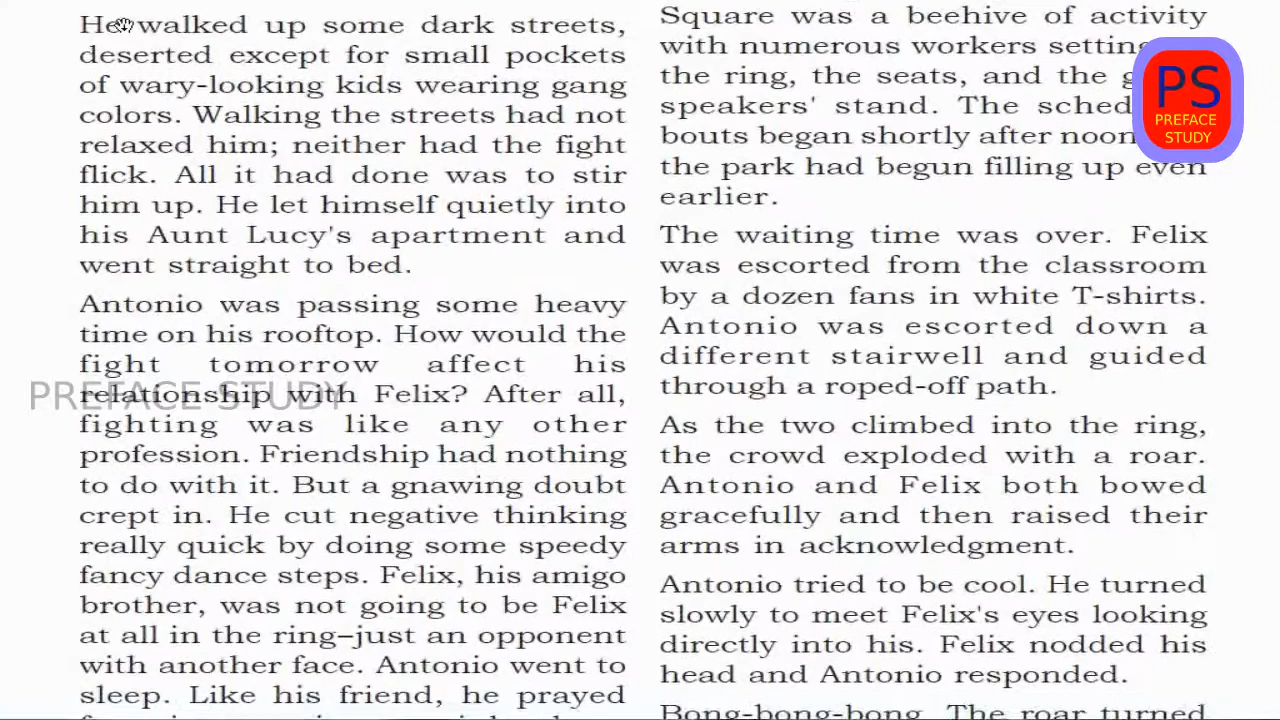 He walked up some dark streets,
deserted except for small pockets
of wary-looking kids wearing gang
colors. Walking the streets had not
relaxed him; neither had the fight
flick. All it had done was to stir
him up. He let himself quietly into
his Aunt Lucy's apartment and
went straight to bed.
Antonio was passing some heavy
time on his rooftop. How would the
fight tomorrow affect his
relationship with Felix? After all,
fighting was like any other
profession. Friendship had nothing
to do with it. But a gnawing doubt
crept in. He cut negative thinking
really quick by doing some speedy
fancy dance steps. Felix, his amigo
brother, was not going to be Felix
at all in the ring–just an opponent
with another face. Antonio went to
sleep. Like his friend, he prayed
Square was a beehive of activity
with numerous workers setting
the ring, the seats, and the
speakers' stand. The
bouts began shortly after noon
the park had begun filling up even
earlier.
The waiting time was over. Felix
was escorted from the classroom
by a dozen fans in white T-shirts.
Antonio was escorted down a
different stairwell and guided
through a roped-off path.
As the two climbed into the ring,
the crowd exploded with a roar.
Antonio and Felix both bowed
gracefully and then raised their
arms in acknowledgment.
Antonio tried to be cool. He turned
slowly to meet Felix's eyes looking
directly into his. Felix nodded his
head and Antonio responded.
Bong-bong-bong. The roar turned
PS
PREFACE
STUDY
PREFACE STUDY